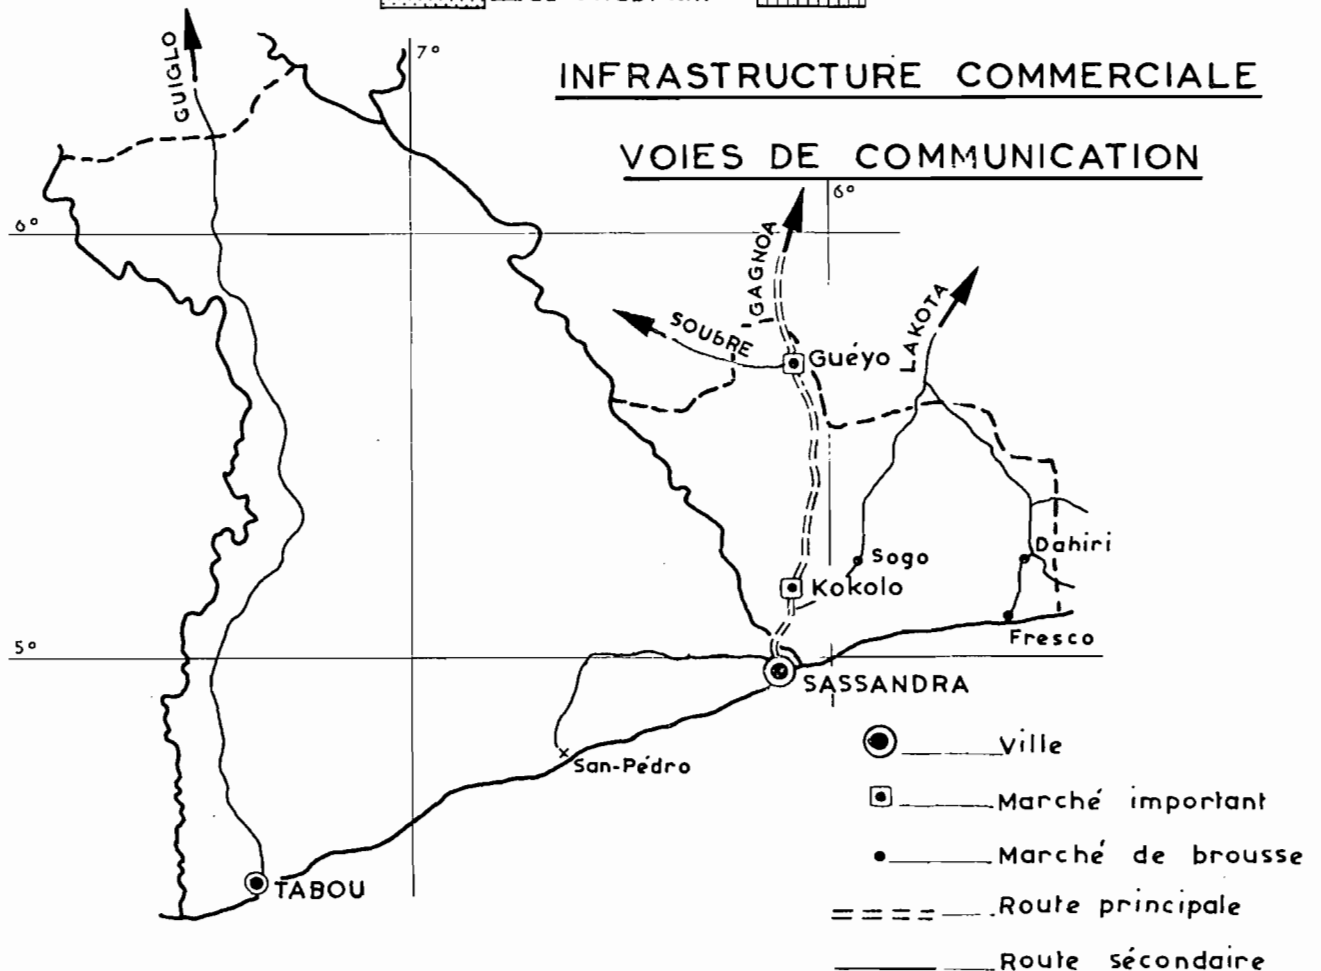 INFRASTRUCTURE COMMERCIALE
VOIES DE COMMUNICATION
GUIGLO
7°
6°
6°
GAGNOA
SOUBRE
LAKOTA
Guéyo
Sogo
Dahiri
Kokolo
Fresco
5°
SASSANDRA
San-Pédro
TABOU
Ville
Marché important
Marché de brousse
Route principale
Route sécondaire